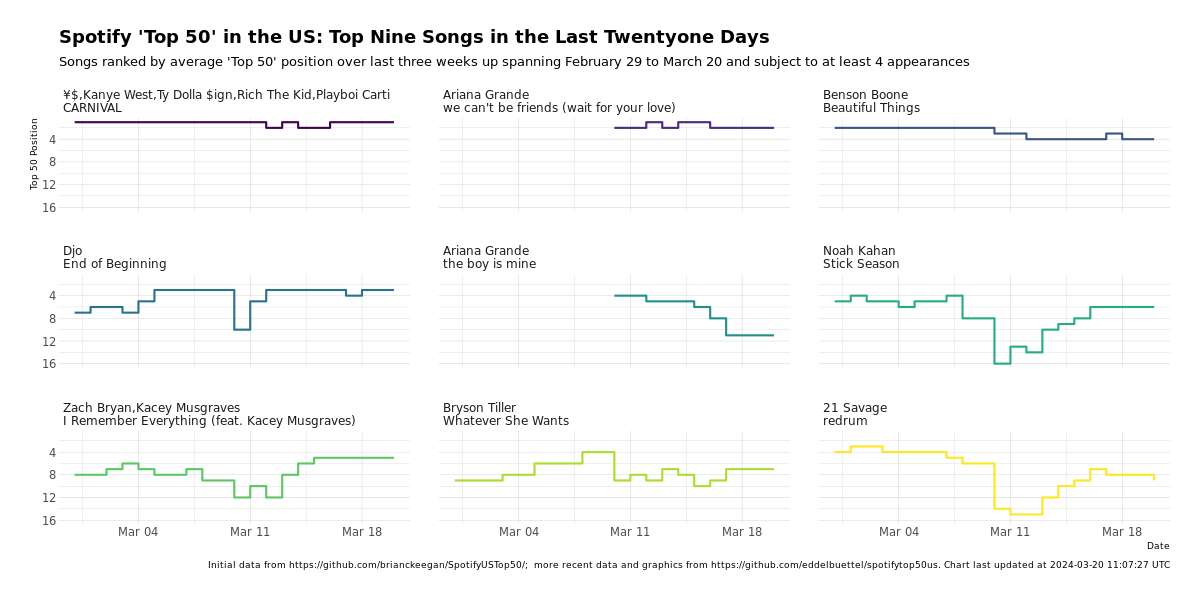 Spotify 'Top 50' in the US: Top Nine Songs in the Last Twentyone Days
Songs ranked by average 'Top 50' position over last three weeks up spanning February 29 to March 20 and subject to at least 4 appearances
¥$,Kanye West,Ty Dolla $ign,Rich The Kid,Playboi Carti
CARNIVAL
Ariana Grande
we can't be friends (wait for your love)
Benson Boone
Beautiful Things
Top 50 Position
4
8
12
16
Djo
End of Beginning
Ariana Grande
the boy is mine
Noah Kahan
Stick Season
4
8
12
16
Zach Bryan,Kacey Musgraves
I Remember Everything (feat. Kacey Musgraves)
Bryson Tiller
Whatever She Wants
21 Savage
redrum
4
8
12
16
Mar 04 Mar 11 Mar 18
Mar 04 Mar 11 Mar 18
Mar 04 Mar 11 Mar 18
Date
Initial data from https://github.com/brianckeegan/SpotifyUSTop50/;  more recent data and graphics from https://github.com/eddelbuettel/spotifytop50us. Chart last updated at 2024-03-20 11:07:27 UTC